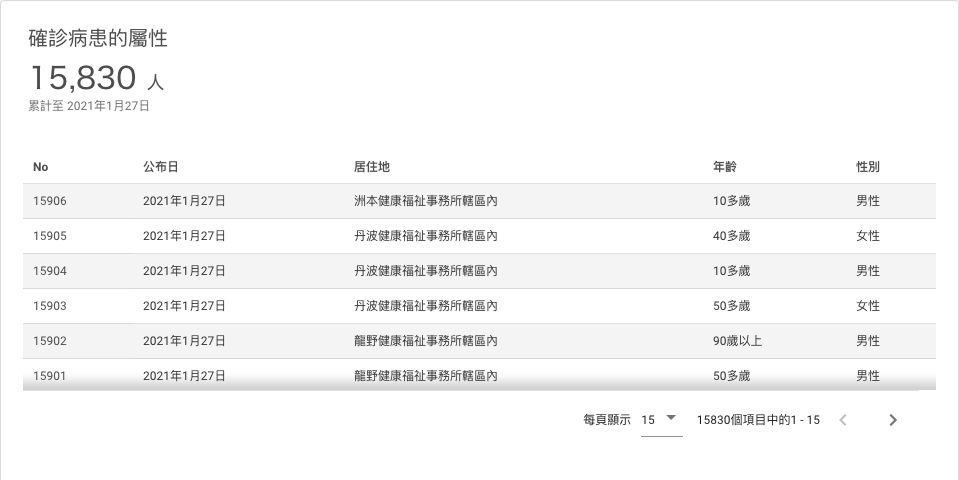 確診病患的屬性
15,830 人
累計至 2021年1月27日
No 公布日 居住地 年齡 性別
15906 2021年1月27日 洲本健康福祉事務所轄區內 10多歲 男性
15905 2021年1月27日 丹波健康福祉事務所轄區內 40多歲 女性
15904 2021年1月27日 丹波健康福祉事務所轄區內 10多歲 男性
15903 2021年1月27日 丹波健康福祉事務所轄區內 50多歲 女性
15902 2021年1月27日 龍野健康福祉事務所轄區內 90歲以上 男性
15901 2021年1月27日 龍野健康福祉事務所轄區內 50多歲 男性
每頁顯示 15 15830個項目中的1 - 15